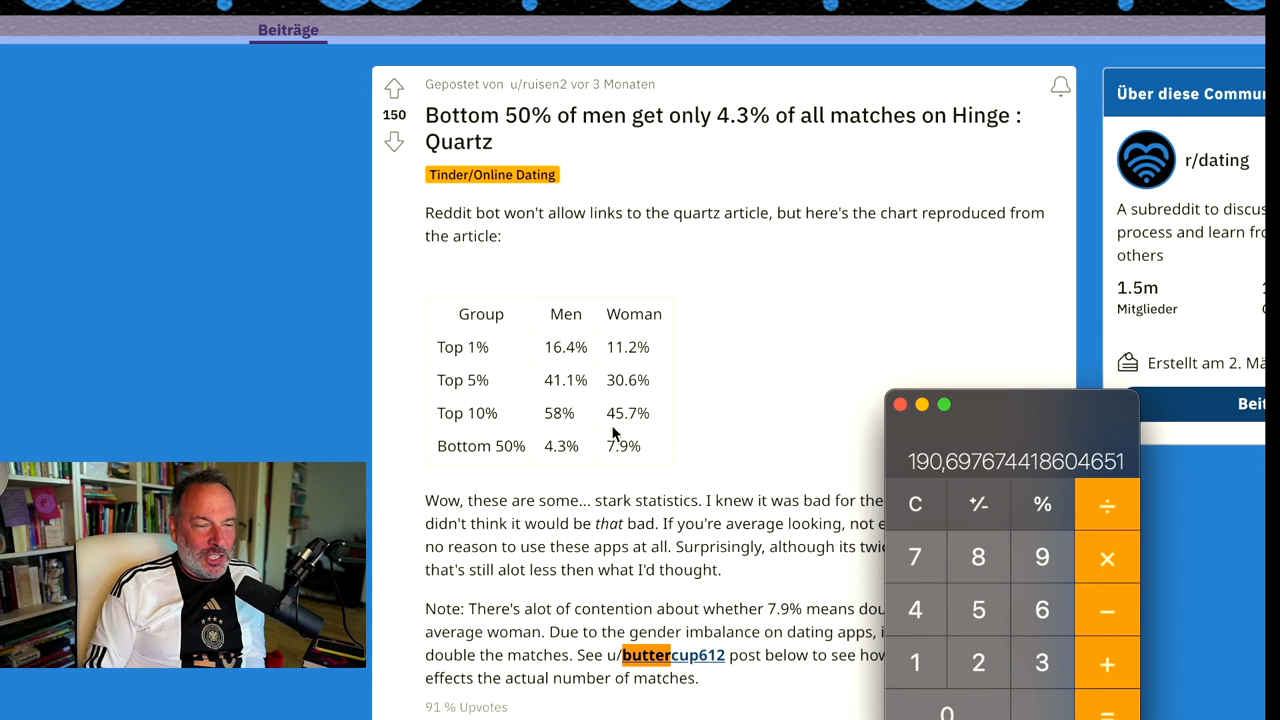 Beiträge
Gepostet von u/ruisen2 vor 3 Monaten
150
Bottom 50% of men get only 4.3% of all matches on Hinge :
Quartz
Tinder/Online Dating
Reddit bot won't allow links to the quartz article, but here's the chart reproduced from
the article:
Group Men Woman
Top 1% 16.4% 11.2%
Top 5% 41.1% 30.6%
Top 10% 58% 45.7%
Bottom 50% 4.3% 7.9%
Wow, these are some... stark statistics. I knew it was bad for the
didn't think it would be that bad. If you're average looking, not
no reason to use these apps at all. Surprisingly, although its
that's still alot less then what I'd thought.
Note: There's alot of contention about whether 7.9% means
average woman. Due to the gender imbalance on dating apps,
double the matches. See u/buttercup612 post below to see
effects the actual number of matches.
91 % Upvotes
Über diese
r/dating
A subreddit to
process and learn
others
1.5m
Mitglieder
Erstellt am 2.
190,697674418604651
C +/- % ÷
7 8 9 ×
4 5 6 −
1 2 3 +
0 =